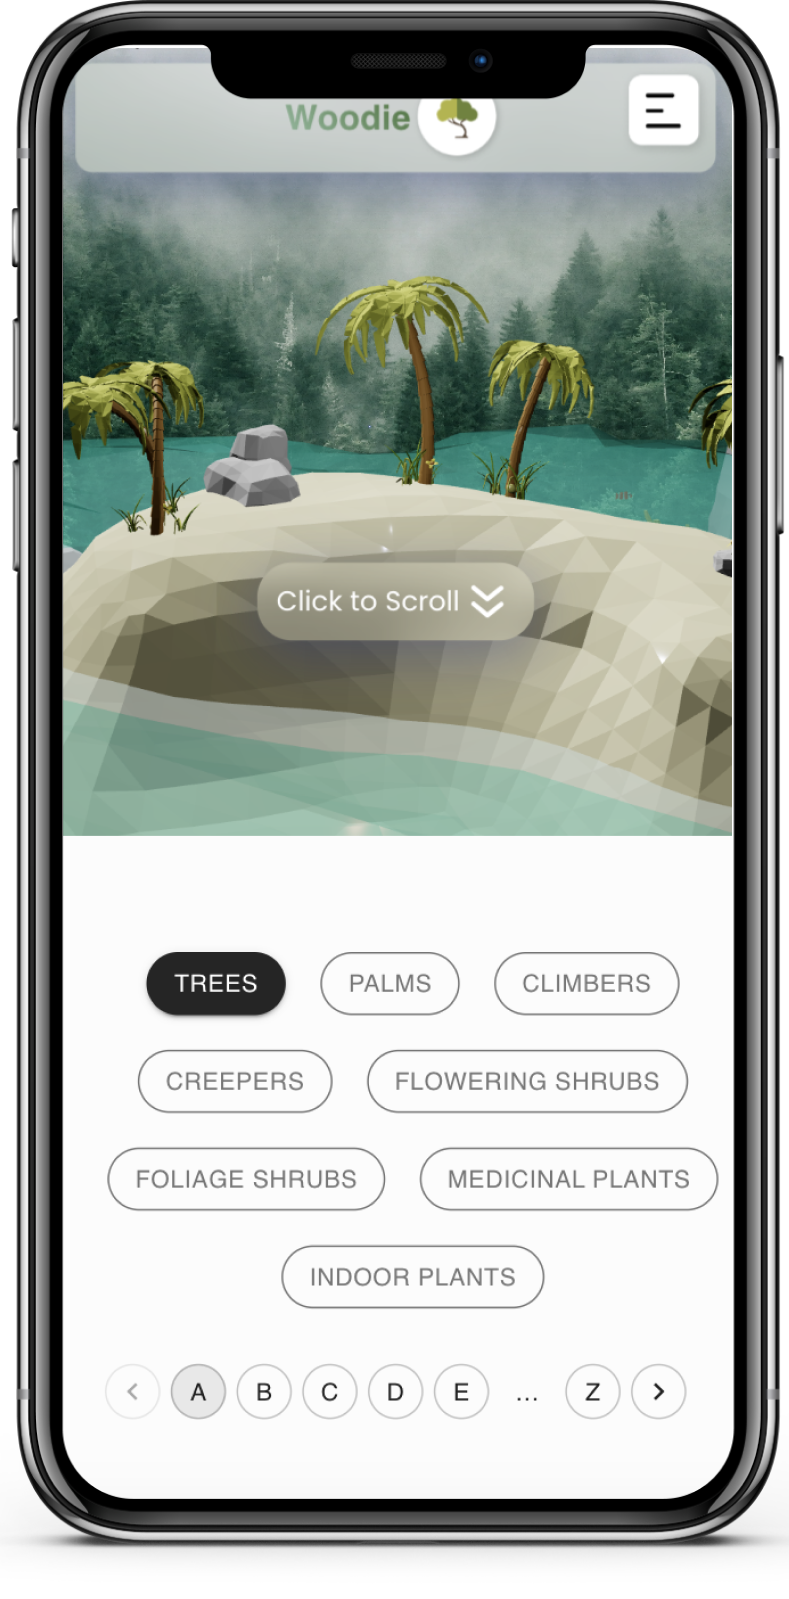 Woodie
Click to Scroll
TREES PALMS CLIMBERS
CREEPERS FLOWERING SHRUBS
FOLIAGE SHRUBS MEDICINAL PLANTS
INDOOR PLANTS
A B C D E ... Z